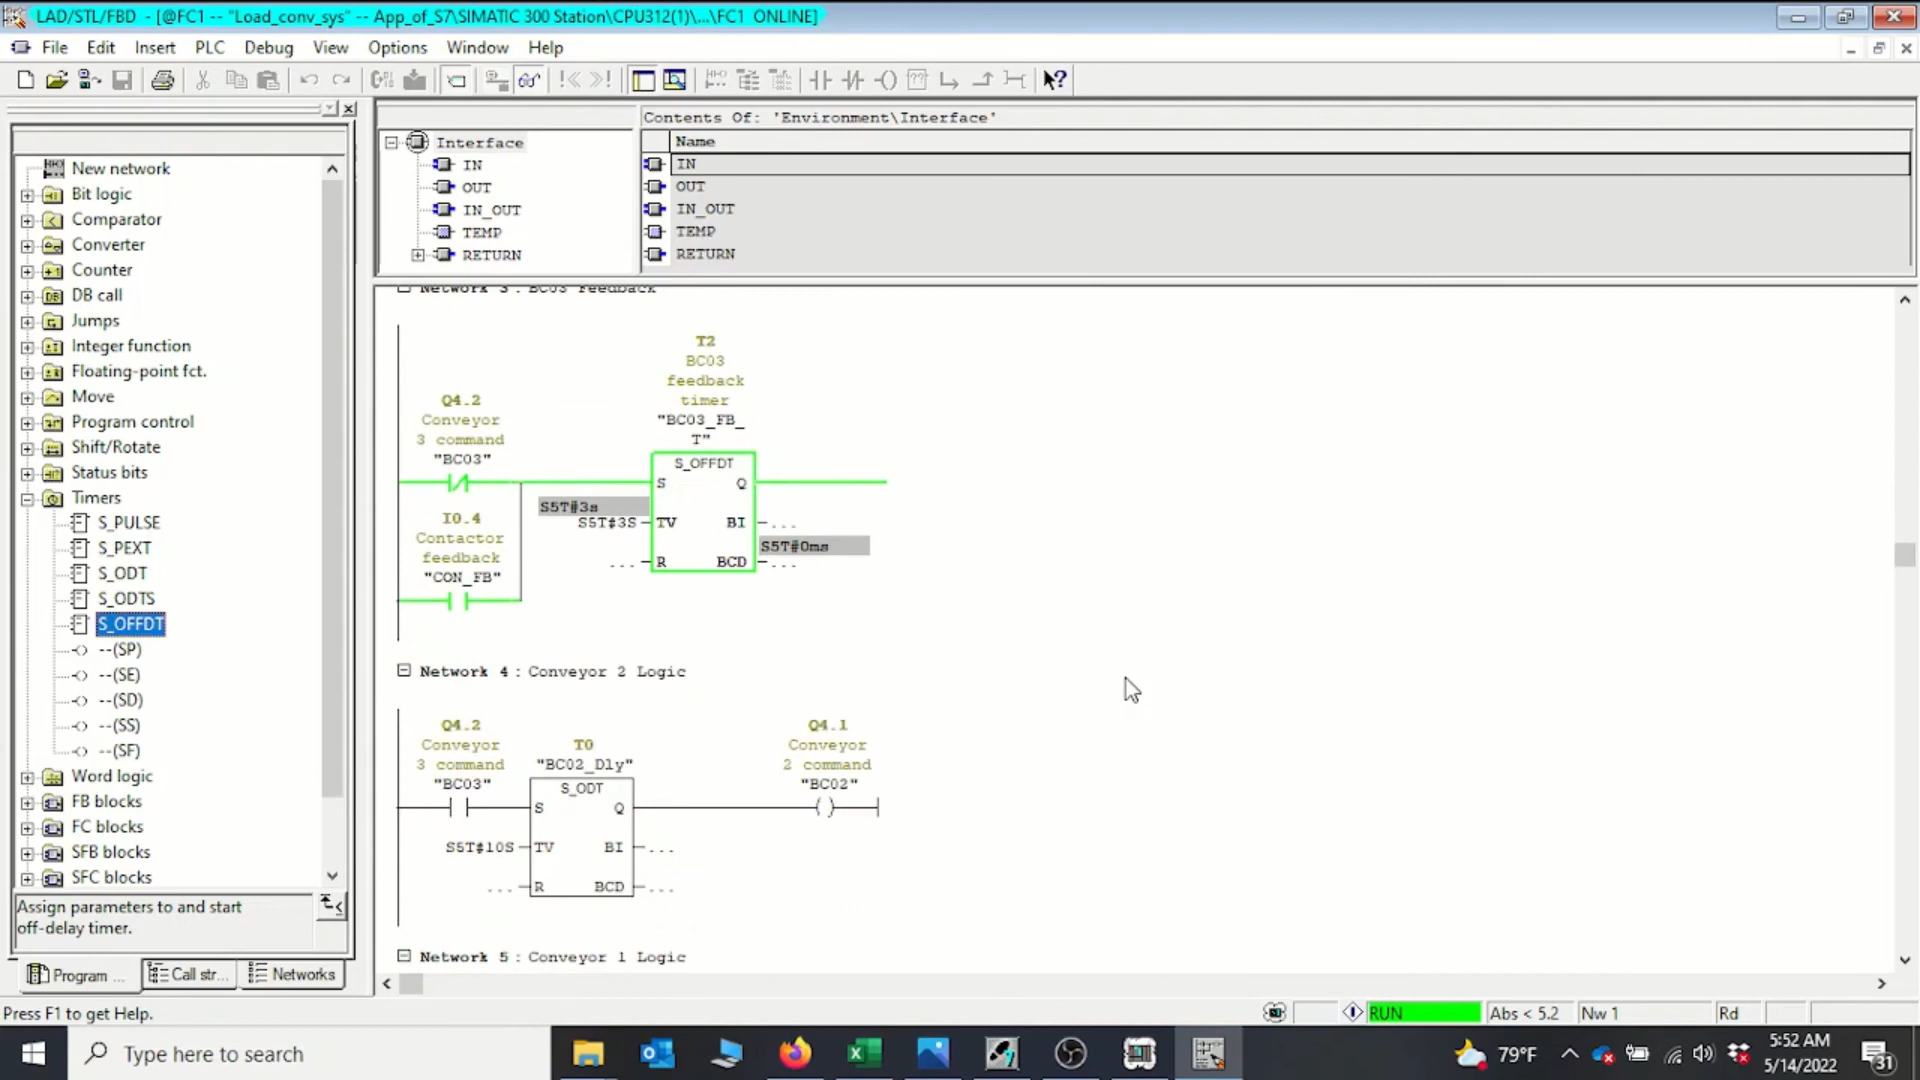 LAD/STL/FBD - [@FC1 -- "Load_conv_sys" -- App_of_S7\SIMATIC 300 Station\CPU312(1)\...\FC1 ONLINE]
File Edit Insert PLC Debug View Options Window Help
New network
Bit logic
Comparator
Converter
Counter
DB call
Jumps
Integer function
Floating-point fct.
Move
Program control
Shift/Rotate
Status bits
Timers
S_PULSE
S_PEXT
S_ODT
S_ODTS
S_OFFDT
--(SP)
--(SE)
--(SD)
--(SS)
--(SF)
Word logic
FB blocks
FC blocks
SFB blocks
SFC blocks
Assign parameters to and start
off-delay timer.
Program ... Call str... Networks
Interface
IN
OUT
IN_OUT
TEMP
RETURN
Contents Of: 'Environment\Interface'
Name
IN
OUT
IN_OUT
TEMP
RETURN
Network 3 : BC03 Feedback
T2
BC03
feedback
timer
"BC03_FB_
T"
Q4.2
Conveyor
3 command
"BC03"
S_OFFDT
S Q
S5T#3s
S5T#3S TV BI ...
S5T#0ms
... R BCD ...
I0.4
Contactor
feedback
"CON_FB"
Network 4 : Conveyor 2 Logic
Q4.2
Conveyor
3 command
"BC03"
T0
"BC02_Dly"
S_ODT
S Q
S5T#10S TV BI ...
... R BCD ...
Q4.1
Conveyor
2 command
"BC02"
( )
Network 5 : Conveyor 1 Logic
Press F1 to get Help.
RUN Abs < 5.2 Nw 1 Rd
Type here to search
79°F
5:52 AM
5/14/2022
31